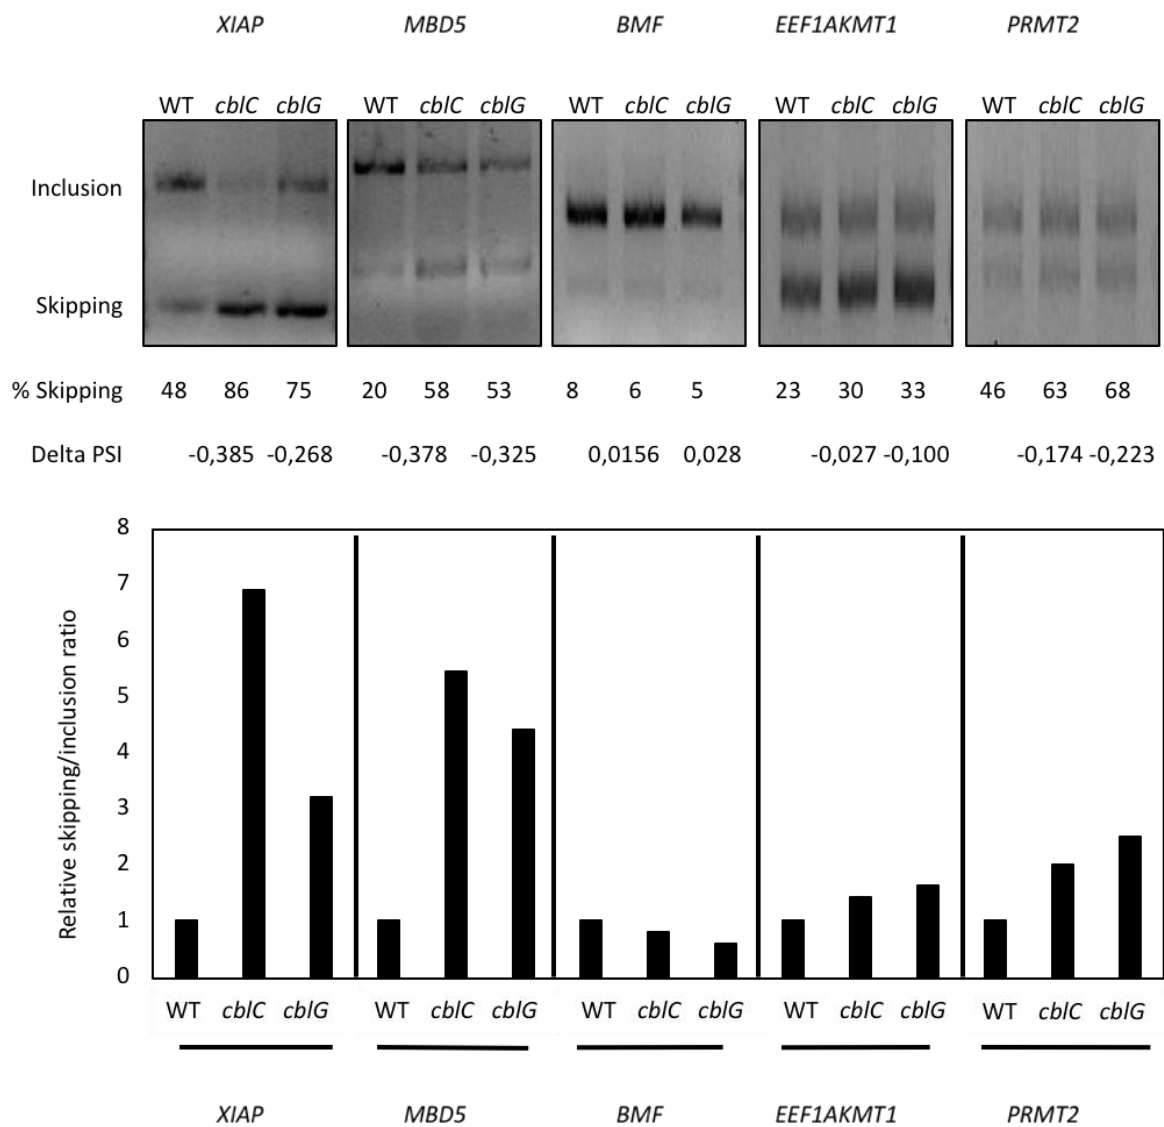 XIAP MBD5 BMF EEF1AKMT1 PRMT2
WT cblC cblG WT cblC cblG WT cblC cblG WT cblC cblG WT cblC cblG
Inclusion
Skipping
% Skipping 48 86 75 20 58 53 8 6 5 23 30 33 46 63 68
Delta PSI -0,385 -0,268 -0,378 -0,325 0,0156 0,028 -0,027 -0,100 -0,174 -0,223
Relative skipping/inclusion ratio
8
7
6
5
4
3
2
1
0
WT cblC cblG WT cblC cblG WT cblC cblG WT cblC cblG WT cblC cblG
XIAP MBD5 BMF EEF1AKMT1 PRMT2